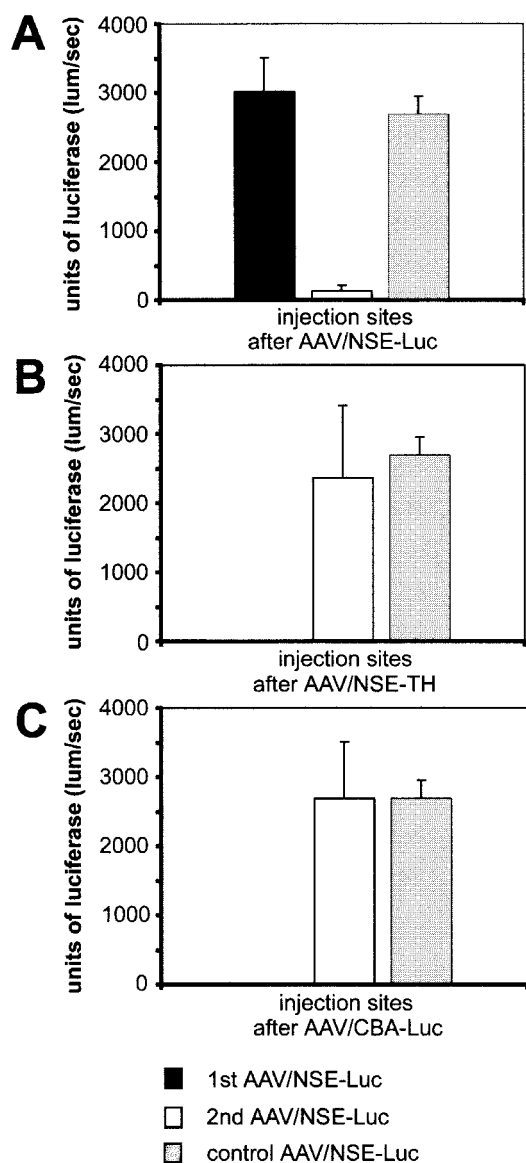 A
units of luciferase (lum/sec)
4000
3000
2000
1000
0
injection sites
after AAV/NSE-Luc
B
units of luciferase (lum/sec)
4000
3000
2000
1000
0
injection sites
after AAV/NSE-TH
C
units of luciferase (lum/sec)
4000
3000
2000
1000
0
injection sites
after AAV/CBA-Luc
1st AAV/NSE-Luc
2nd AAV/NSE-Luc
control AAV/NSE-Luc